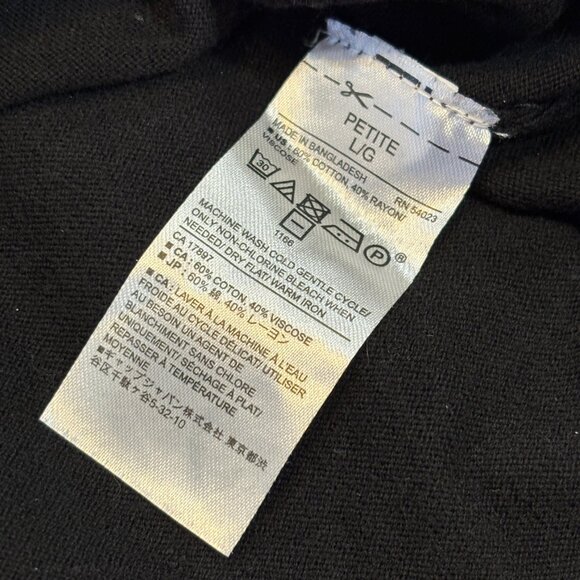 PETITE
L/G
MADE IN BANGLADESH RN 54023
■ US : 60% COTTON, 40% RAYON/
VISCOSE
30 P ®
1166
MACHINE WASH COLD GENTLE CYCLE/
ONLY NON-CHLORINE BLEACH WHEN
NEEDED/ DRY FLAT/ WARM IRON
CA 17897
■ CA : 60% COTON, 40% VISCOSE
■ JP : 60% 綿, 40% レーヨン
■ CA : LAVER À LA MACHINE À L'EAU
FROIDE AU CYCLE DÉLICAT/ UTILISER
AU BESOIN UN AGENT DE
BLANCHIMENT SANS CHLORE
SEULEMENT/ SÉCHAGE À PLAT/
REPASSER À TEMPÉRATURE
MOYENNE
■ ギャップジャパン株式会社 東京都渋
谷区千駄ヶ谷5-32-10